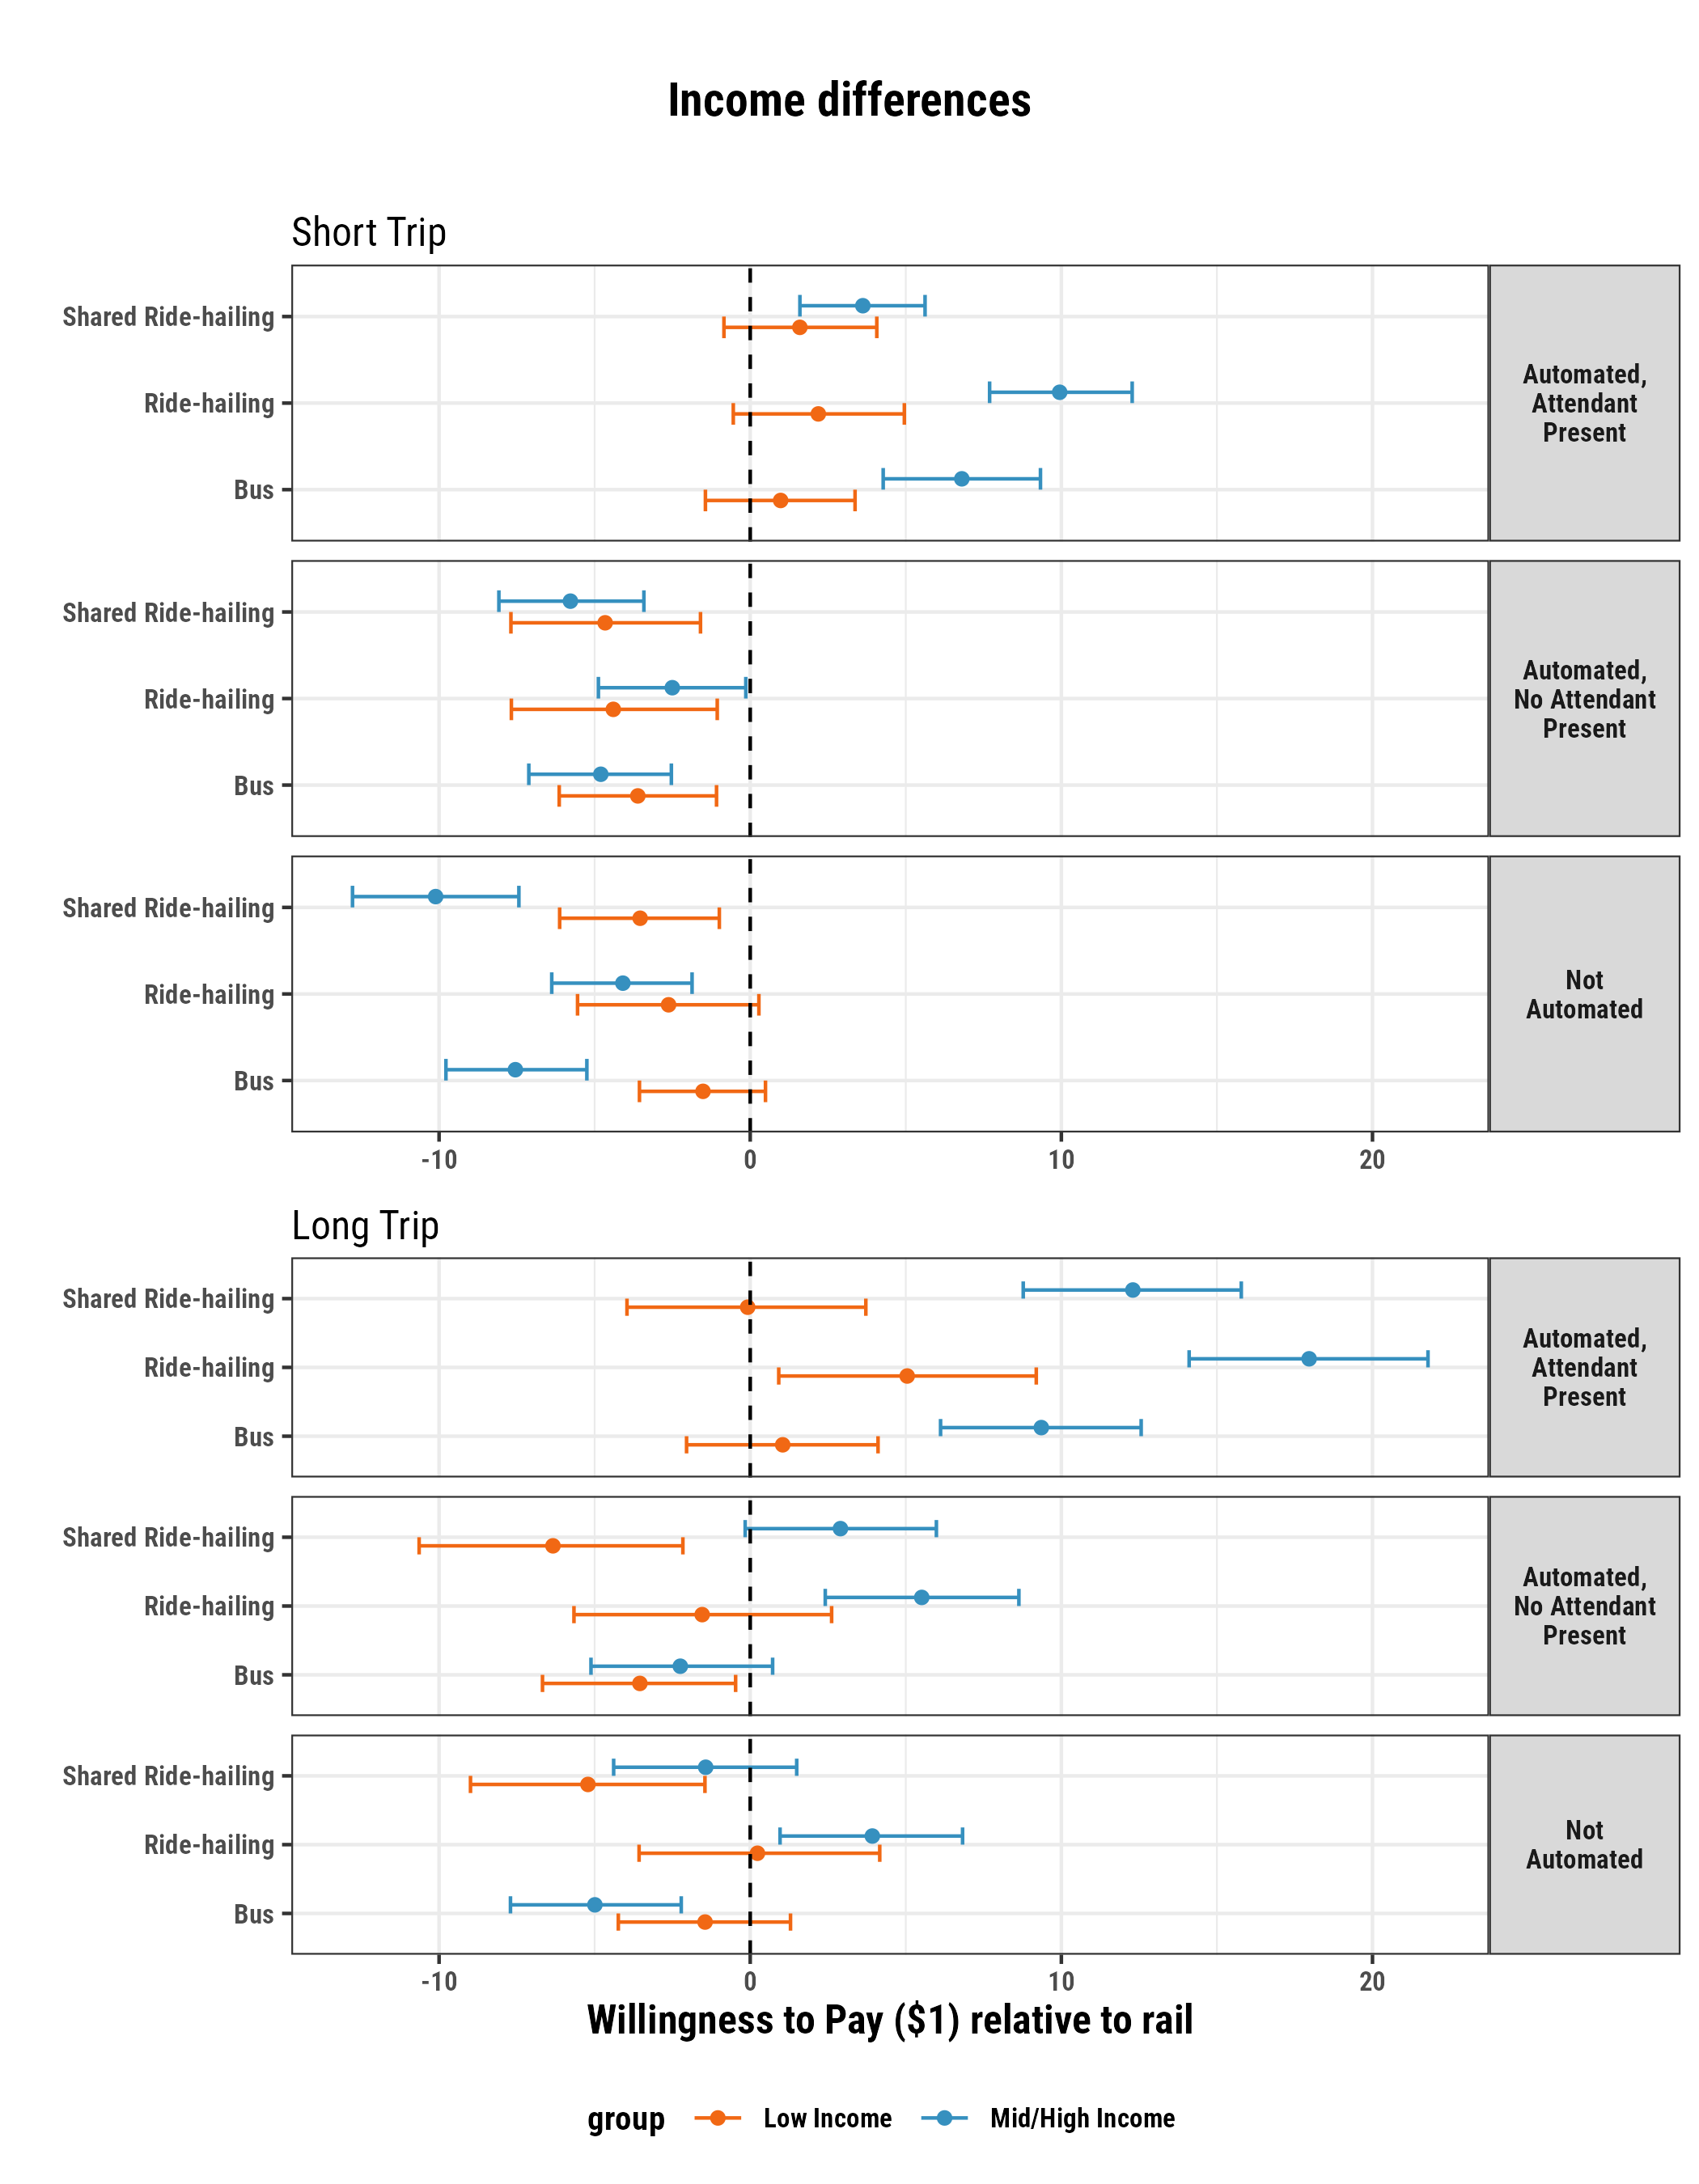 Income differences
Short Trip
Shared Ride-hailing
Ride-hailing
Bus
Automated,
Attendant
Present
Shared Ride-hailing
Ride-hailing
Bus
Automated,
No Attendant
Present
Shared Ride-hailing
Ride-hailing
Bus
Not
Automated
-10 0 10 20
Long Trip
Shared Ride-hailing
Ride-hailing
Bus
Automated,
Attendant
Present
Shared Ride-hailing
Ride-hailing
Bus
Automated,
No Attendant
Present
Shared Ride-hailing
Ride-hailing
Bus
Not
Automated
-10 0 10 20
Willingness to Pay ($1) relative to rail
group Low Income Mid/High Income